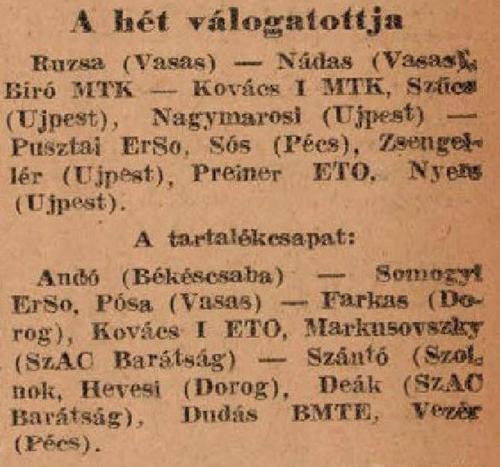 A hét válogatottja
Ruzsa (Vasas) — Nádas (Vasas),
Bíró MTK — Kovács I MTK, Szűcs
(Ujpest), Nagymarosi (Ujpest) —
Pusztai ErSo, Sós (Pécs), Zsengel-
lér (Ujpest), Preiner ETO, Nyers
(Ujpest).
A tartalékcsapat:
Andó (Békéscsaba) — Somogyi
ErSo, Pósa (Vasas) — Farkas (Do-
rog), Kovács I ETO, Markusovszky
(SzAC Barátság) — Szántó (Szol-
nok, Hevesi (Dorog), Deák (SzAC
Barátság), Dudás BMTE, Vezér
(Pécs).